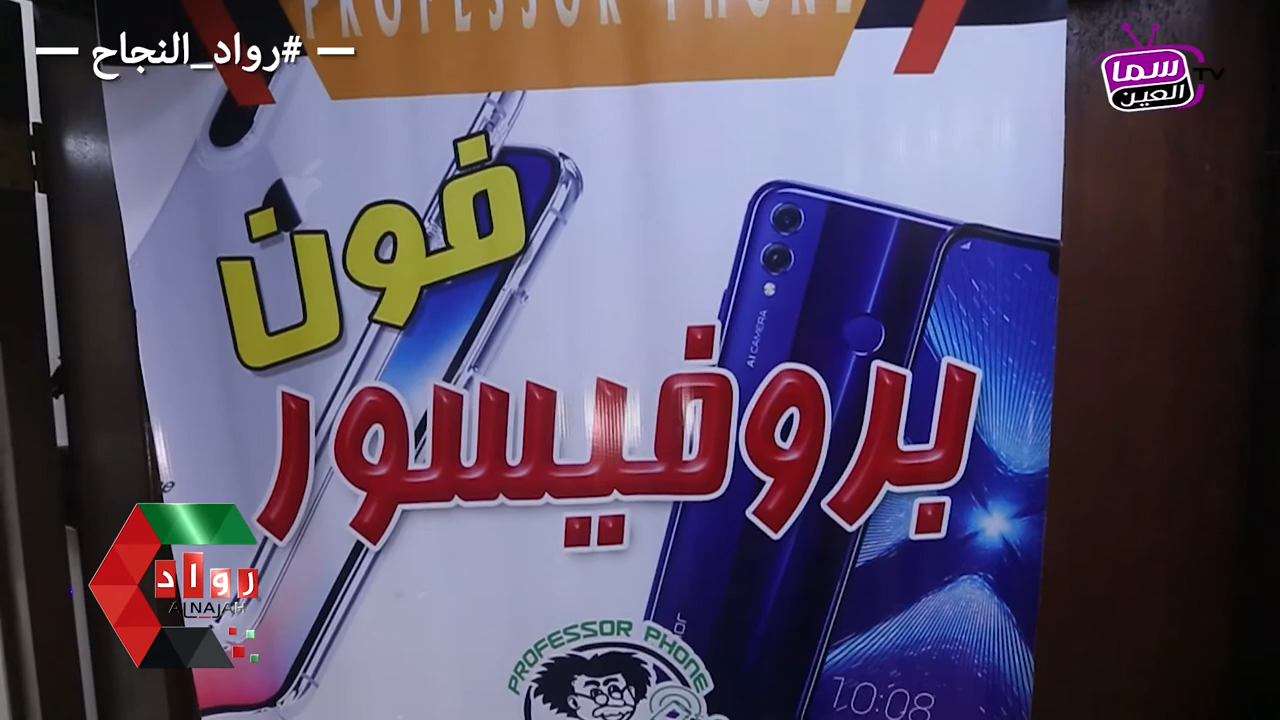 PROFESSOR PHONE
#رواد_النجاح
سما
TV
العين
فون
بروفيسور
AI CAMERA
رواد
ALNAJAH
PROFESSOR PHONE
10:08